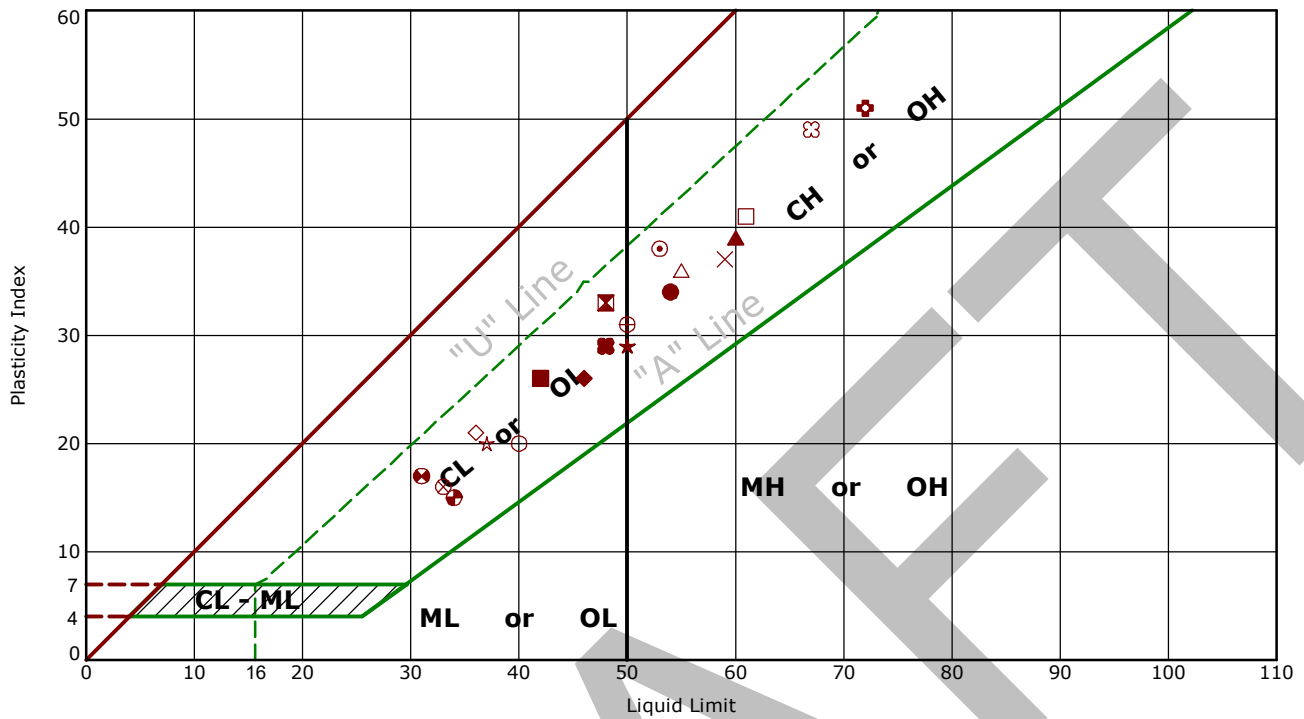 60
50
40
30
20
10
7
4
0
Plasticity Index
"U" Line
"A" Line
CL or OL
CH or OH
CL - ML
ML or OL
MH or OH
0 10 16 20 30 40 50 60 70 80 90 100 110
Liquid Limit